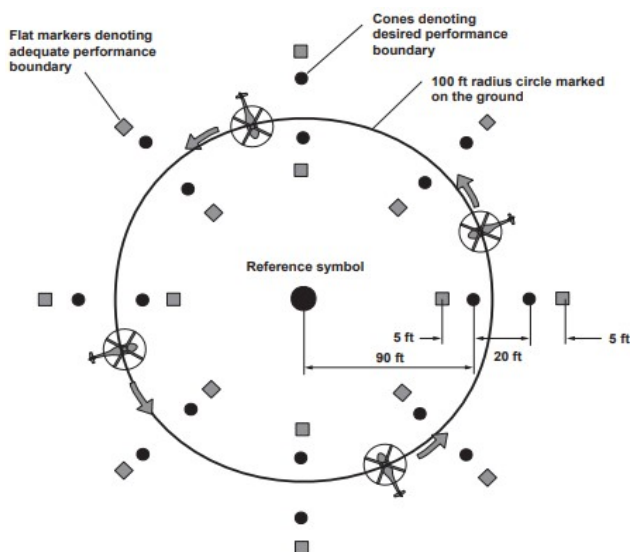 Flat markers denoting
adequate performance
boundary
Cones denoting
desired performance
boundary
100 ft radius circle marked
on the ground
Reference symbol
5 ft
90 ft
20 ft
5 ft